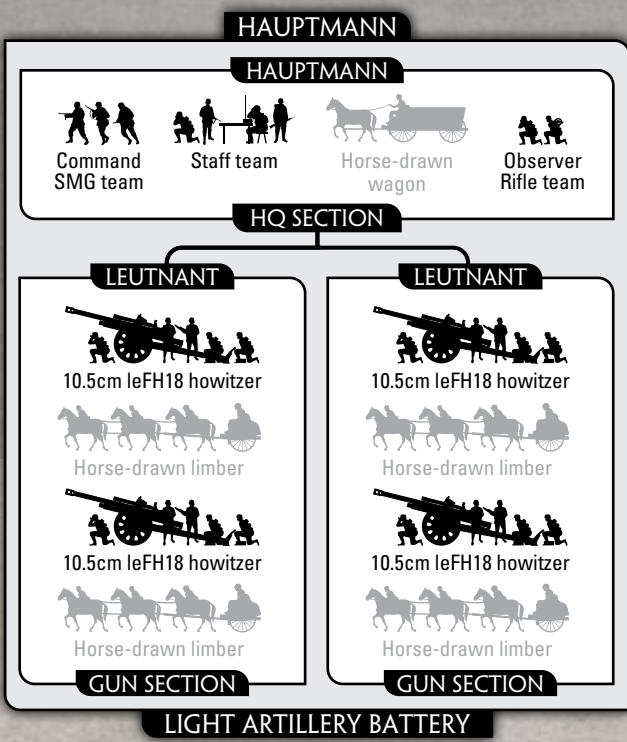 HAUPTMANN
HAUPTMANN
Command
SMG team
Staff team
Horse-drawn
wagon
Observer
Rifle team
HQ SECTION
LEUTNANT
10.5cm leFH18 howitzer
Horse-drawn limber
10.5cm leFH18 howitzer
Horse-drawn limber
GUN SECTION
LEUTNANT
10.5cm leFH18 howitzer
Horse-drawn limber
10.5cm leFH18 howitzer
Horse-drawn limber
GUN SECTION
LIGHT ARTILLERY BATTERY